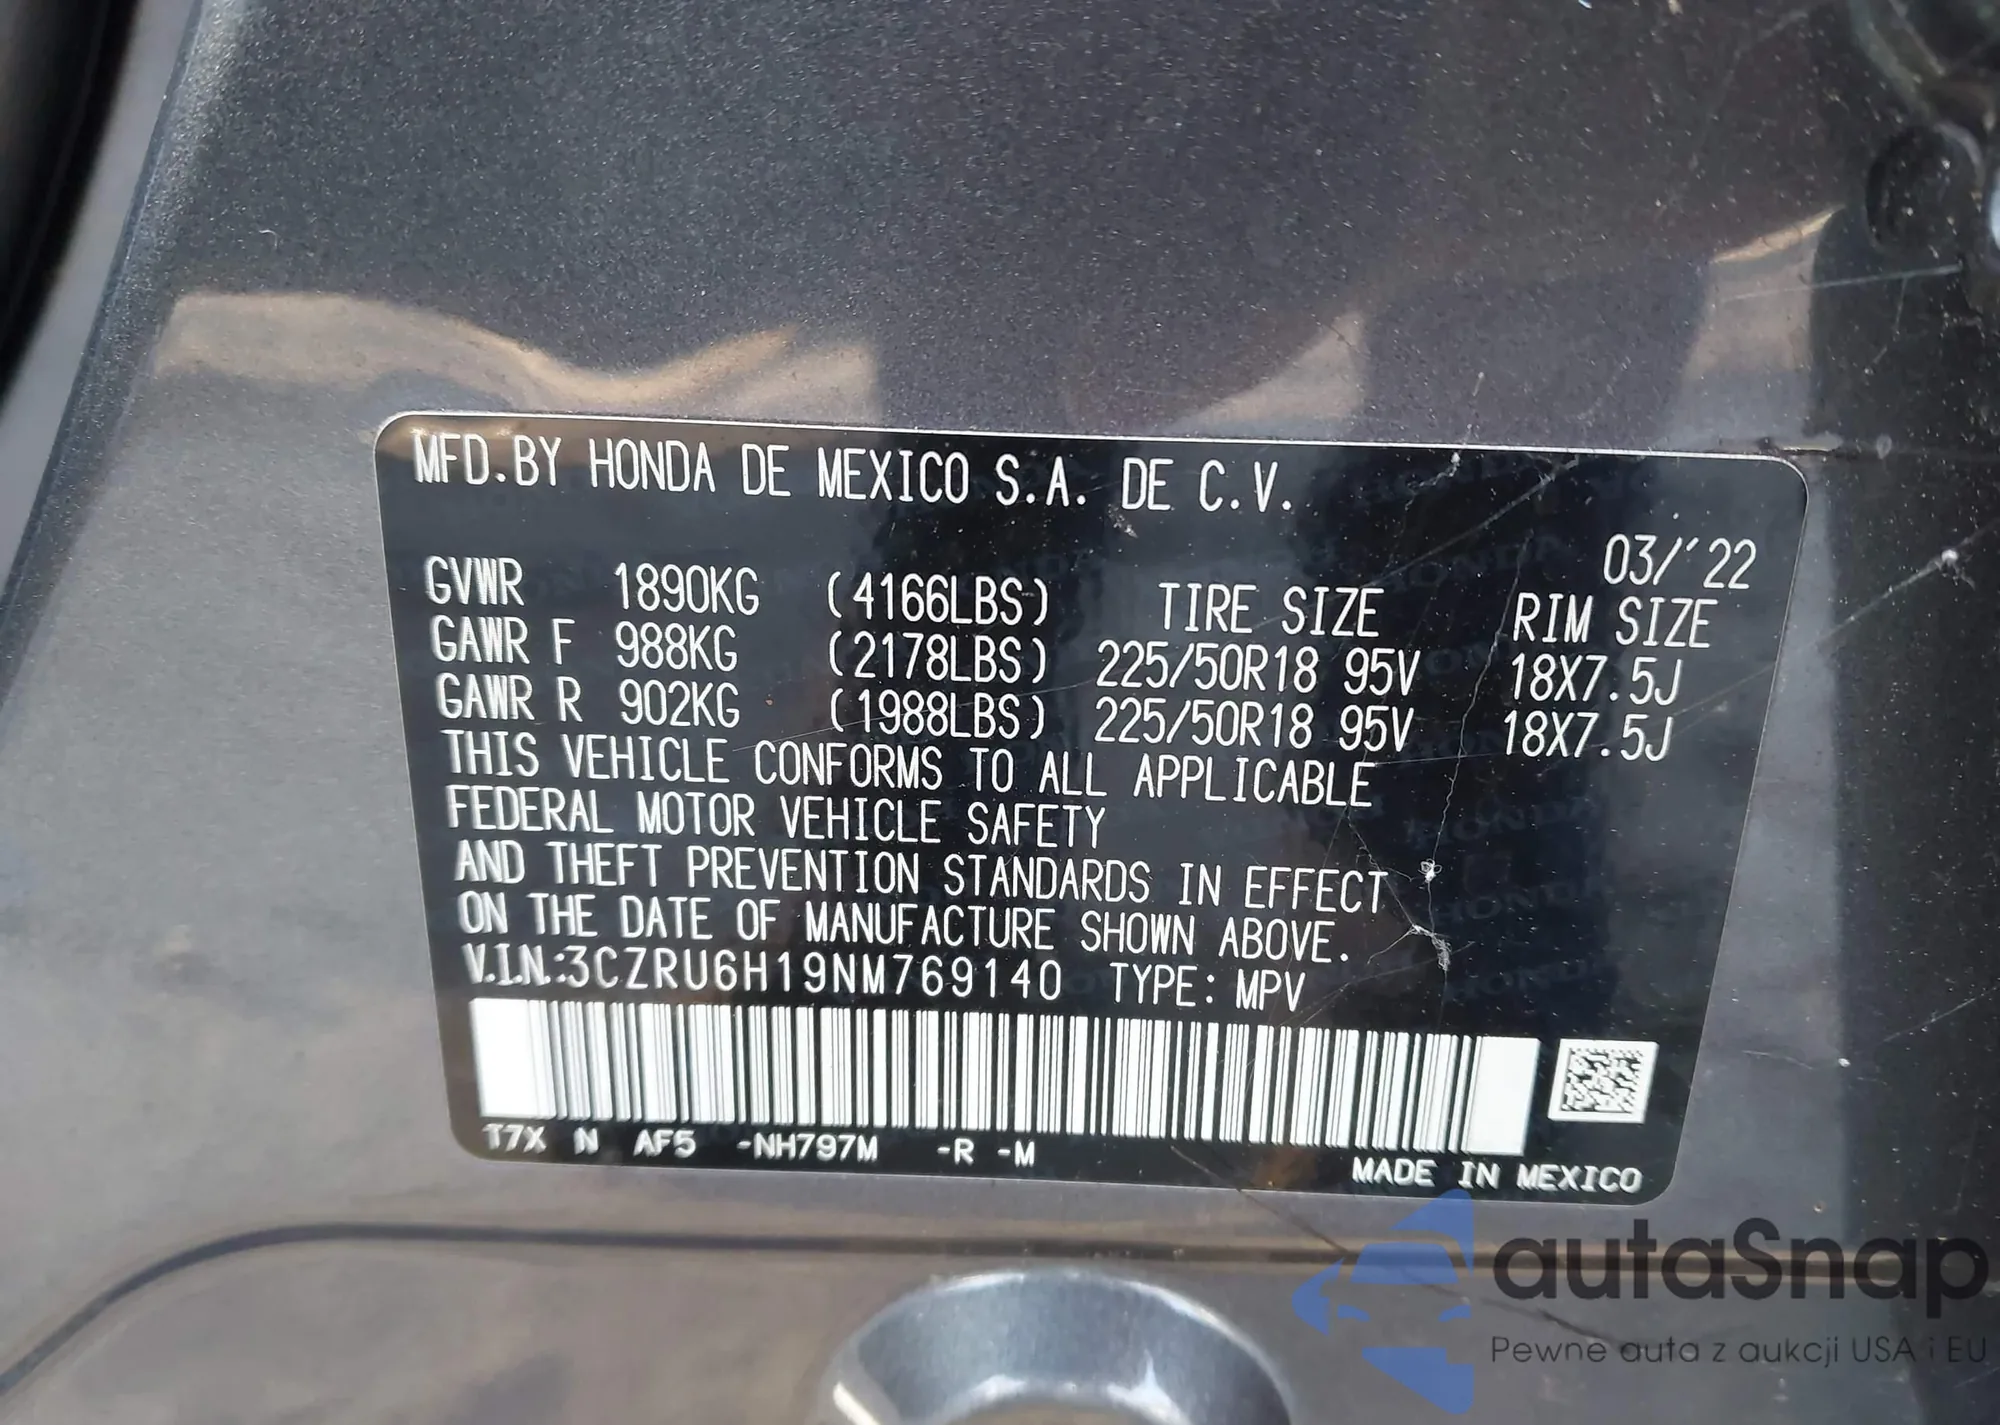 MFD.BY HONDA DE MEXICO S.A. DE C.V.
03/'22
GVWR 1890KG (4166LBS) TIRE SIZE RIM SIZE
GAWR F 988KG (2178LBS) 225/50R18 95V 18X7.5J
GAWR R 902KG (1988LBS) 225/50R18 95V 18X7.5J
THIS VEHICLE CONFORMS TO ALL APPLICABLE
FEDERAL MOTOR VEHICLE SAFETY
AND THEFT PREVENTION STANDARDS IN EFFECT
ON THE DATE OF MANUFACTURE SHOWN ABOVE.
V.I.N.:3CZRU6H19NM769140 TYPE: MPV
T7X N AF5 -NH797M -R -M
MADE IN MEXICO
autaSnap
Pewne auta z aukcji USA i EU